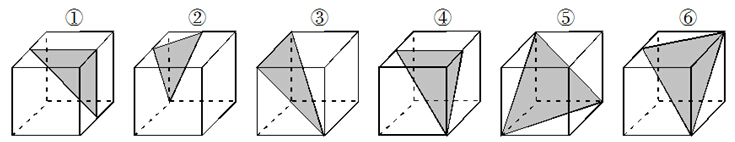 ① ② ③ ④ ⑤ ⑥